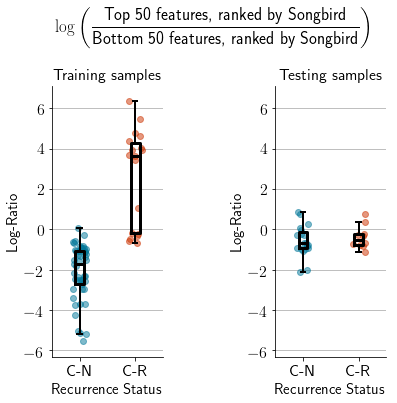 log ( Top 50 features, ranked by Songbird / Bottom 50 features, ranked by Songbird )
Training samples
6
4
2
0
−2
−4
−6
Log-Ratio
C-N C-R
Recurrence Status
Testing samples
6
4
2
0
−2
−4
−6
Log-Ratio
C-N C-R
Recurrence Status